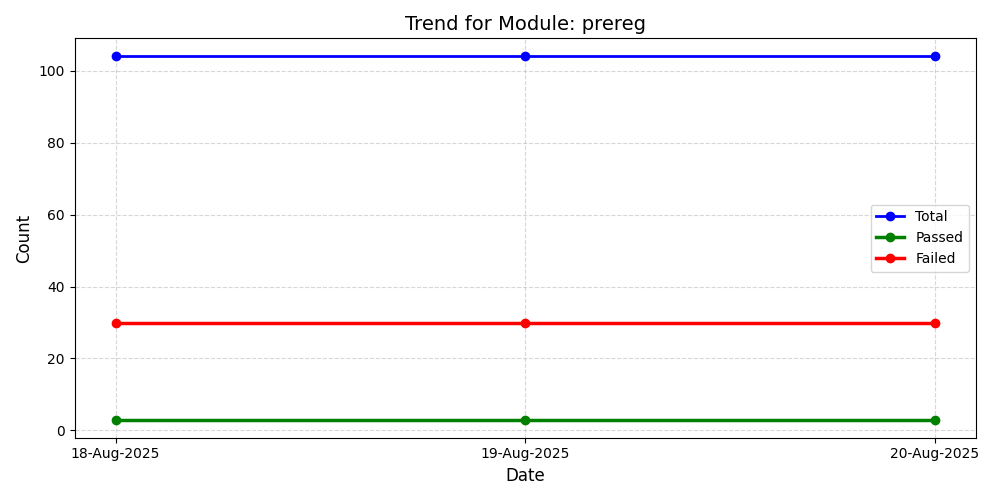 Trend for Module: prereg
Count
100
80
60
40
20
0
Total
Passed
Failed
18-Aug-2025
19-Aug-2025
20-Aug-2025
Date